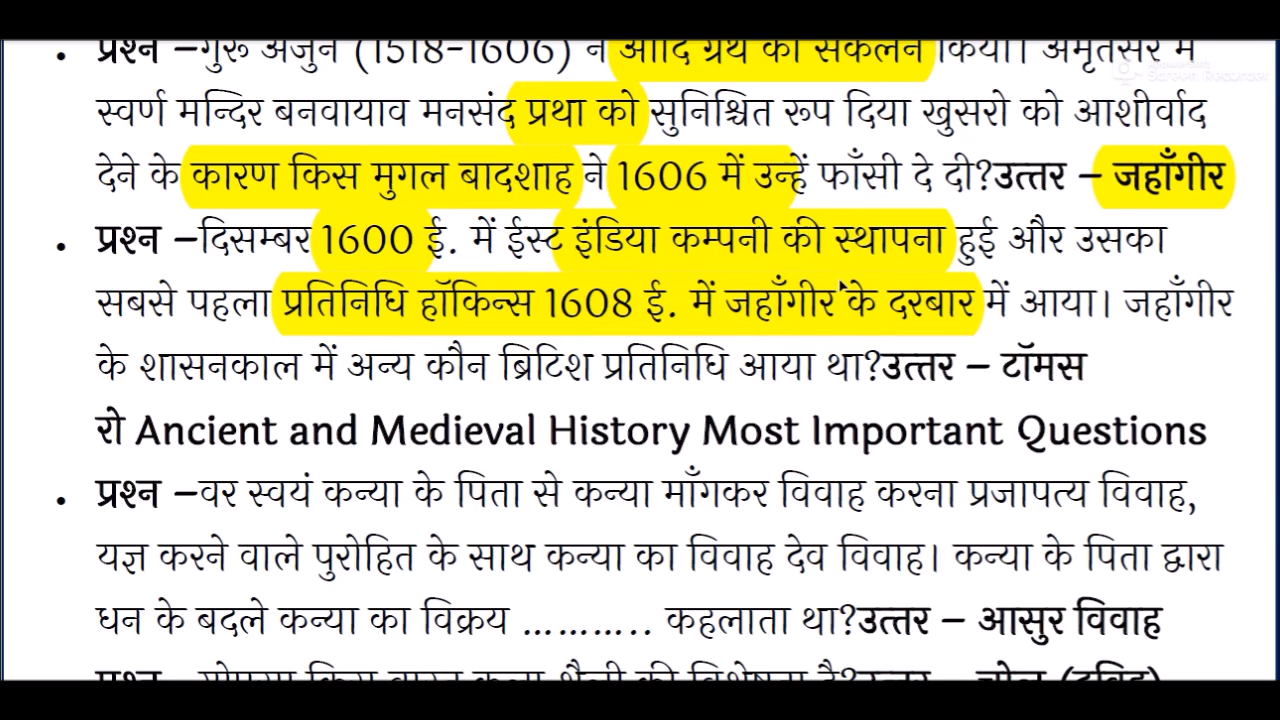 • प्रश्न –गुरू अर्जुन (1518-1606) ने आदि ग्रंथ का संकलन किया। अमृतसर में
स्वर्ण मन्दिर बनवायाव मनसंद प्रथा को सुनिश्चित रूप दिया खुसरो को आशीर्वाद
देने के कारण किस मुगल बादशाह ने 1606 में उन्हें फाँसी दे दी?उत्तर – जहाँगीर
• प्रश्न –दिसम्बर 1600 ई. में ईस्ट इंडिया कम्पनी की स्थापना हुई और उसका
सबसे पहला प्रतिनिधि हॉकिन्स 1608 ई. में जहाँगीर के दरबार में आया। जहाँगीर
के शासनकाल में अन्य कौन ब्रिटिश प्रतिनिधि आया था?उत्तर – टॉमस
रो Ancient and Medieval History Most Important Questions
• प्रश्न –वर स्वयं कन्या के पिता से कन्या माँगकर विवाह करना प्रजापत्य विवाह,
यज्ञ करने वाले पुरोहित के साथ कन्या का विवाह देव विवाह। कन्या के पिता द्वारा
धन के बदले कन्या का विक्रय ……….. कहलाता था?उत्तर – आसुर विवाह